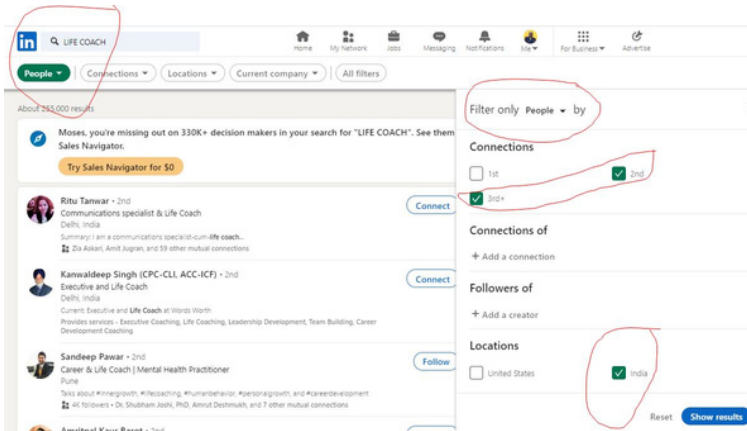 in
LIFE COACH
Home
My Network
Jobs
Messaging
Notifications
Me
For Business
Advertise
People
Connections
Locations
Current company
All filters
About 255,000 results
Moses, you're missing out on 330K+ decision makers in your search for "LIFE COACH". See them
Sales Navigator.
Try Sales Navigator for $0
Ritu Tanwar • 2nd
Communications specialist & Life Coach
Delhi, India
Summary: I am a communications specialist-cum-life coach...
Zia Askari, Amit Jugran, and 59 other mutual connections
Connect
Kanwaldeep Singh (CPC-CLI, ACC-ICF) • 2nd
Executive and Life Coach
Delhi, India
Current: Executive and Life Coach at Words Worth
Provides services - Executive Coaching, Life Coaching, Leadership Development, Team Building, Career
Development Coaching
Connect
Sandeep Pawar • 2nd
Career & Life Coach | Mental Health Practitioner
Pune
Talks about #innergrowth, #lifecoaching, #humanbehavior, #personalgrowth, and #careerdevelopment
4K followers • Dr. Shubham Joshi, PhD, Amrut Deshmukh, and 7 other mutual connections
Follow
Filter only People by
Connections
1st
2nd
3rd+
Connections of
+ Add a connection
Followers of
+ Add a creator
Locations
United States
India
Reset
Show results